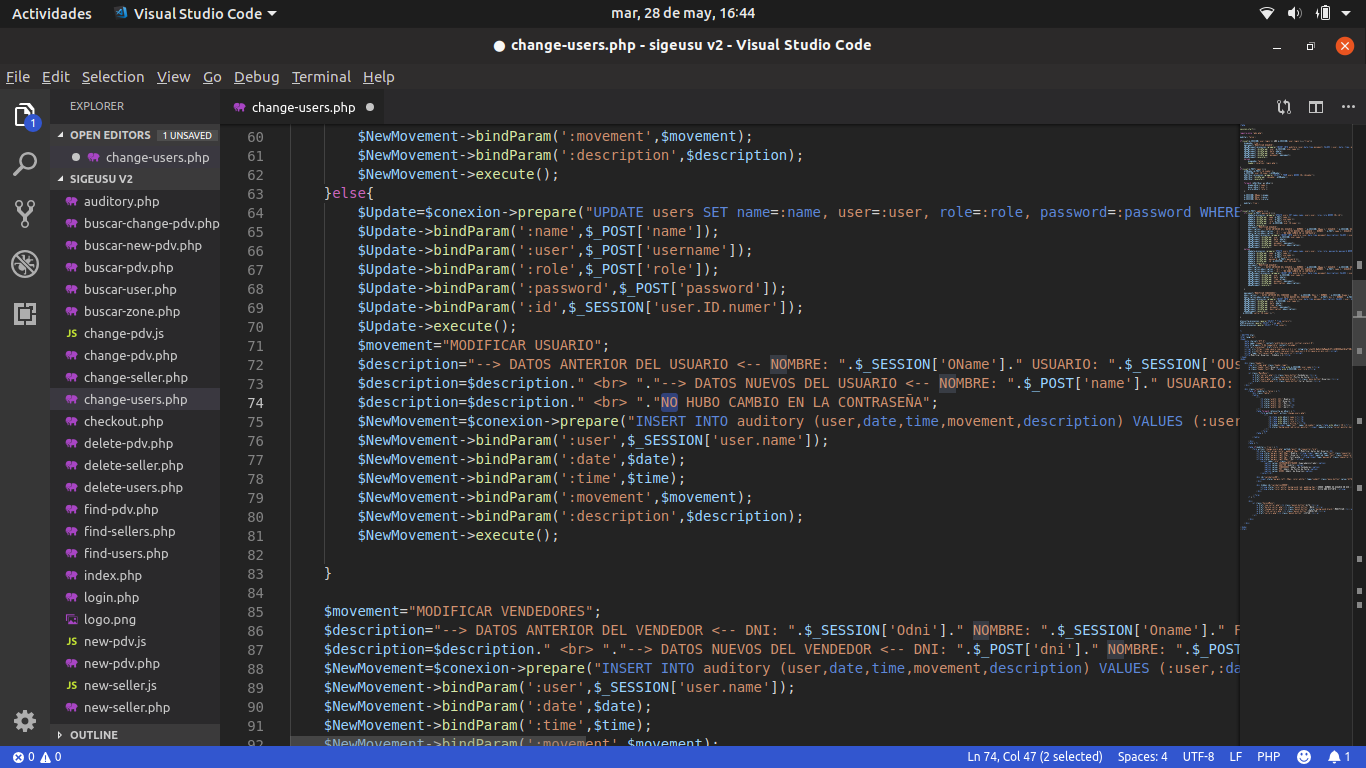 Actividades
Visual Studio Code
mar, 28 de may, 16:44
● change-users.php - sigeusu v2 - Visual Studio Code
File Edit Selection View Go Debug Terminal Help
1
EXPLORER
OPEN EDITORS 1 UNSAVED
change-users.php
SIGEUSU V2
auditory.php
buscar-change-pdv.php
buscar-new-pdv.php
buscar-pdv.php
buscar-user.php
buscar-zone.php
JS change-pdv.js
change-pdv.php
change-seller.php
change-users.php
checkout.php
delete-pdv.php
delete-seller.php
delete-users.php
find-pdv.php
find-sellers.php
find-users.php
index.php
login.php
logo.png
JS new-pdv.js
new-pdv.php
JS new-seller.js
new-seller.php
OUTLINE
change-users.php
60 $NewMovement->bindParam(':movement',$movement);
61 $NewMovement->bindParam(':description',$description);
62 $NewMovement->execute();
63 }else{
64 $Update=$conexion->prepare("UPDATE users SET name=:name, user=:user, role=:role, password=:password WHERE
65 $Update->bindParam(':name',$_POST['name']);
66 $Update->bindParam(':user',$_POST['username']);
67 $Update->bindParam(':role',$_POST['role']);
68 $Update->bindParam(':password',$_POST['password']);
69 $Update->bindParam(':id',$_SESSION['user.ID.numer']);
70 $Update->execute();
71 $movement="MODIFICAR USUARIO";
72 $description="--> DATOS ANTERIOR DEL USUARIO <-- NOMBRE: ".$_SESSION['OName']." USUARIO: ".$_SESSION['OUs
73 $description=$description." <br> "."--> DATOS NUEVOS DEL USUARIO <-- NOMBRE: ".$_POST['name']." USUARIO:
74 $description=$description." <br> "."NO HUBO CAMBIO EN LA CONTRASEÑA";
75 $NewMovement=$conexion->prepare("INSERT INTO auditory (user,date,time,movement,description) VALUES (:user
76 $NewMovement->bindParam(':user',$_SESSION['user.name']);
77 $NewMovement->bindParam(':date',$date);
78 $NewMovement->bindParam(':time',$time);
79 $NewMovement->bindParam(':movement',$movement);
80 $NewMovement->bindParam(':description',$description);
81 $NewMovement->execute();
82
83 }
84
85 $movement="MODIFICAR VENDEDORES";
86 $description="--> DATOS ANTERIOR DEL VENDEDOR <-- DNI: ".$_SESSION['Odni']." NOMBRE: ".$_SESSION['Oname']."
87 $description=$description." <br> "."--> DATOS NUEVOS DEL VENDEDOR <-- DNI: ".$_POST['dni']." NOMBRE: ".$_POST
88 $NewMovement=$conexion->prepare("INSERT INTO auditory (user,date,time,movement,description) VALUES (:user,:da
89 $NewMovement->bindParam(':user',$_SESSION['user.name']);
90 $NewMovement->bindParam(':date',$date);
91 $NewMovement->bindParam(':time',$time);
92 $NewMovement->bindParam(':movement',$movement);
0 0
Ln 74, Col 47 (2 selected) Spaces: 4 UTF-8 LF PHP 1